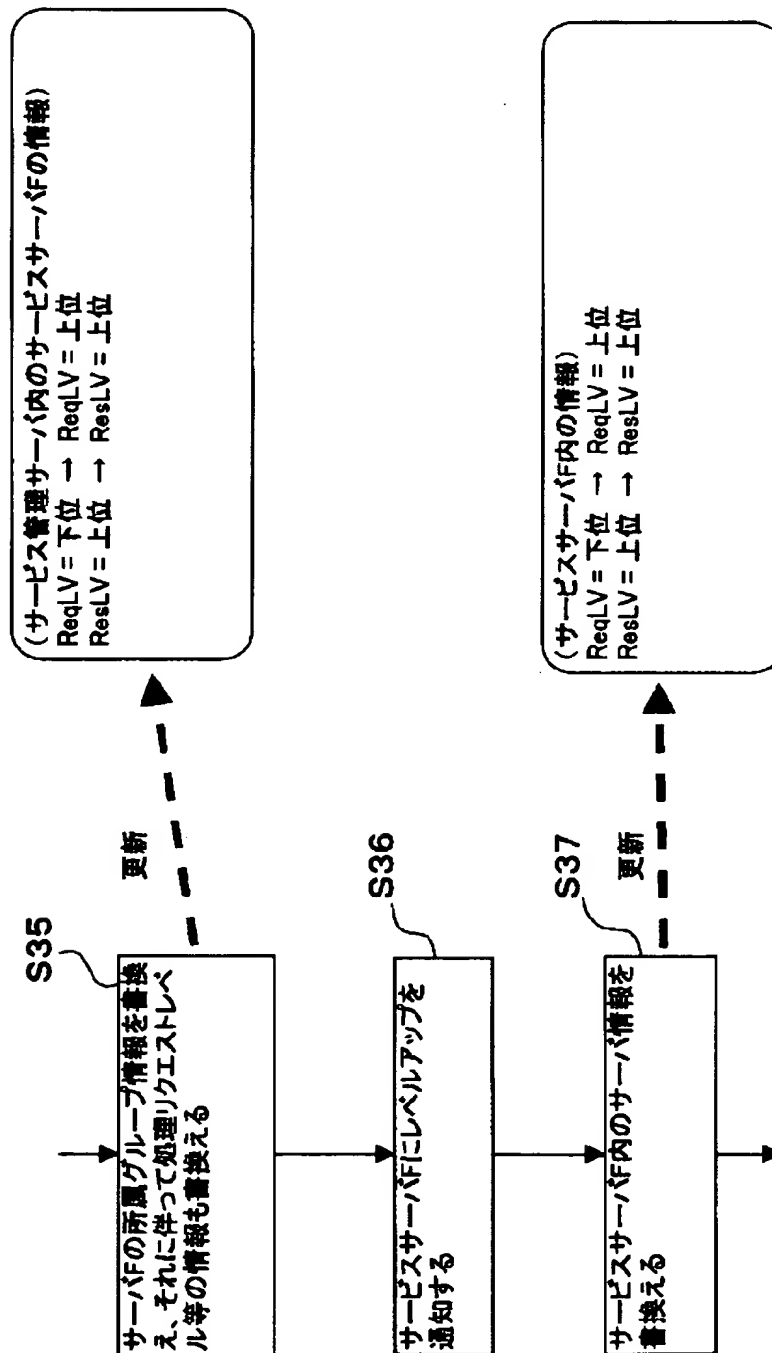 S35
サーバFの所属グループ情報を書換
え、それに伴って処理リクエストレベ
ル等の情報も書換える
更新
(サービス管理サーバ内のサービスサーバFの情報)
ReqLV=下位 → ReqLV=上位
ResLV=上位 → ResLV=上位
S36
サービスサーバFにレベルアップを
通知する
S37
サービスサーバF内のサーバ情報を
書換える
更新
(サービスサーバF内の情報)
ReqLV=下位 → ReqLV=上位
ResLV=上位 → ResLV=上位